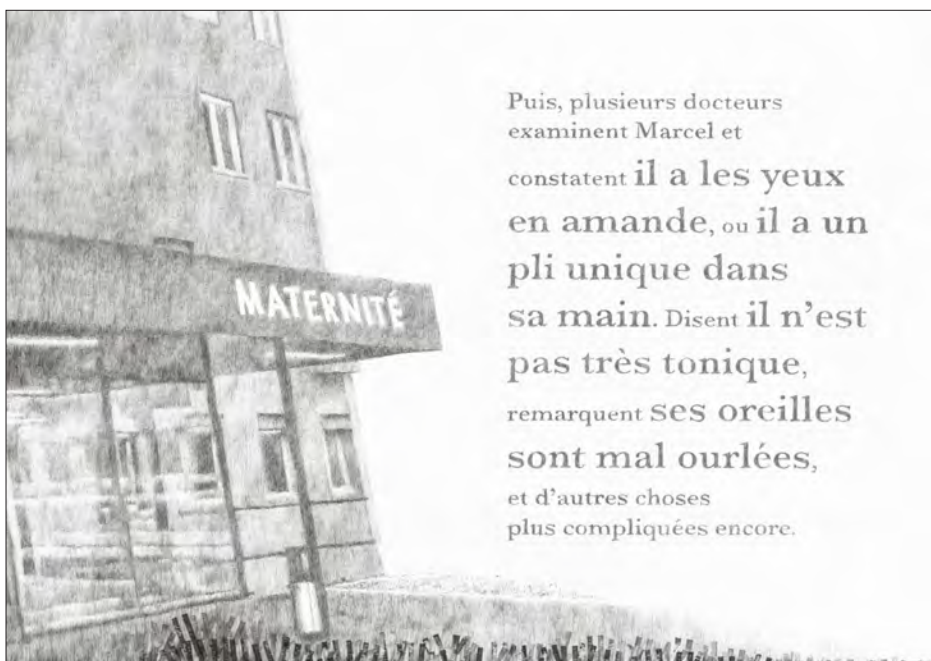 MATERNITÉ
Puis, plusieurs docteurs
examinent Marcel et
constatent il a les yeux
en amande, ou il a un
pli unique dans
sa main. Disent il n'est
pas très tonique,
remarquent ses oreilles
sont mal ourlées,
et d'autres choses
plus compliquées encore.